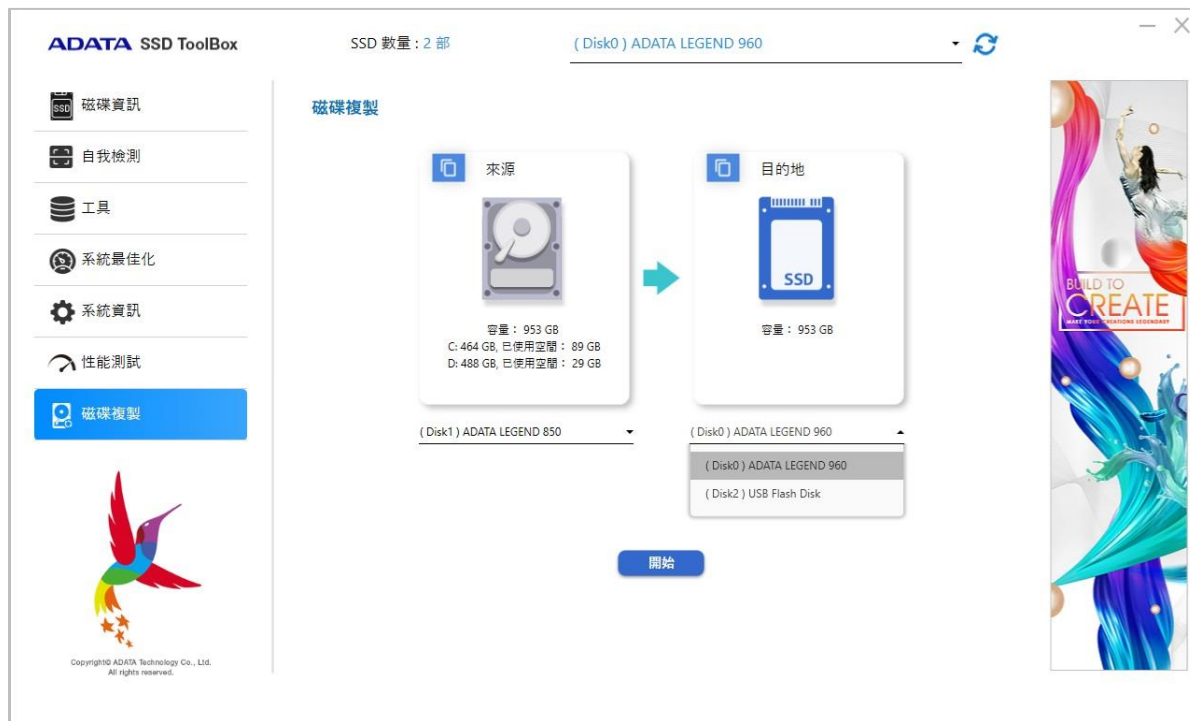 ADATA SSD ToolBox
SSD 數量 : 2 部
( Disk0 ) ADATA LEGEND 960
SSD
磁碟資訊
自我檢測
工具
系統最佳化
系統資訊
性能測試
磁碟複製
Copyright© ADATA Technology Co., Ltd.
All rights reserved.
磁碟複製
來源
容量： 953 GB
C: 464 GB, 已使用空間： 89 GB
D: 488 GB, 已使用空間： 29 GB
( Disk1 ) ADATA LEGEND 850
目的地
SSD
容量： 953 GB
( Disk0 ) ADATA LEGEND 960
( Disk0 ) ADATA LEGEND 960
( Disk2 ) USB Flash Disk
開始
BUILD TO
CREATE
MAKE YOUR CREATIONS LEGENDARY